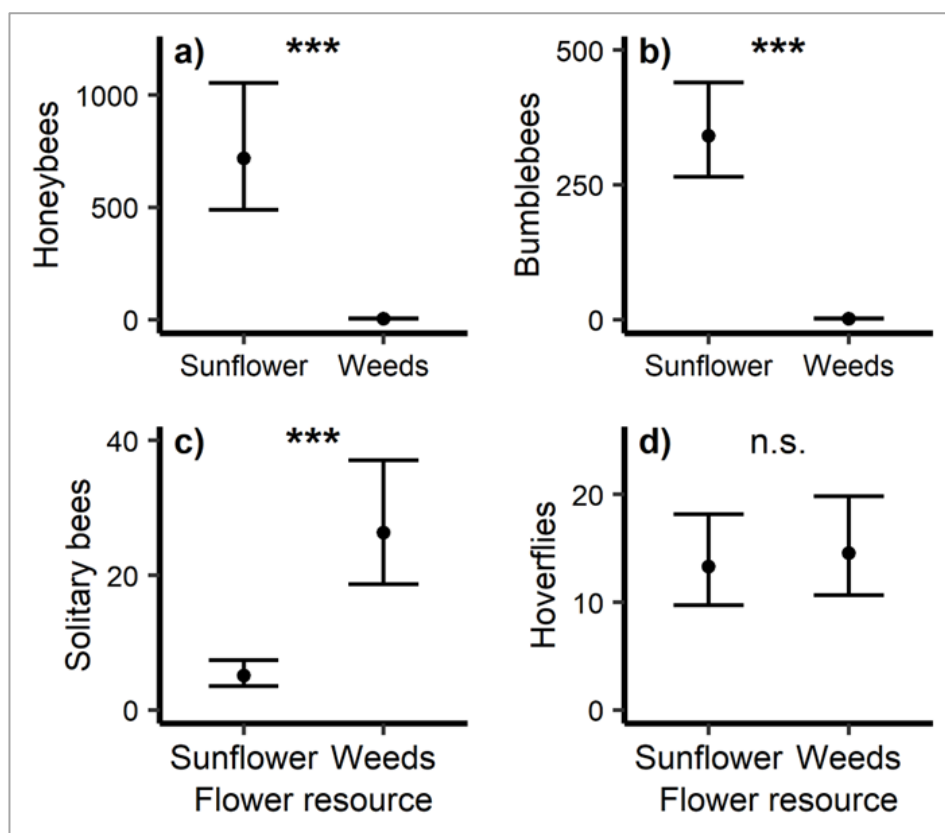 a)
***
Honeybees
1000
500
0
Sunflower Weeds
b)
***
Bumblebees
500
250
0
Sunflower Weeds
c)
***
Solitary bees
40
20
0
Sunflower Weeds
Flower resource
d)
n.s.
Hoverflies
20
10
0
Sunflower Weeds
Flower resource